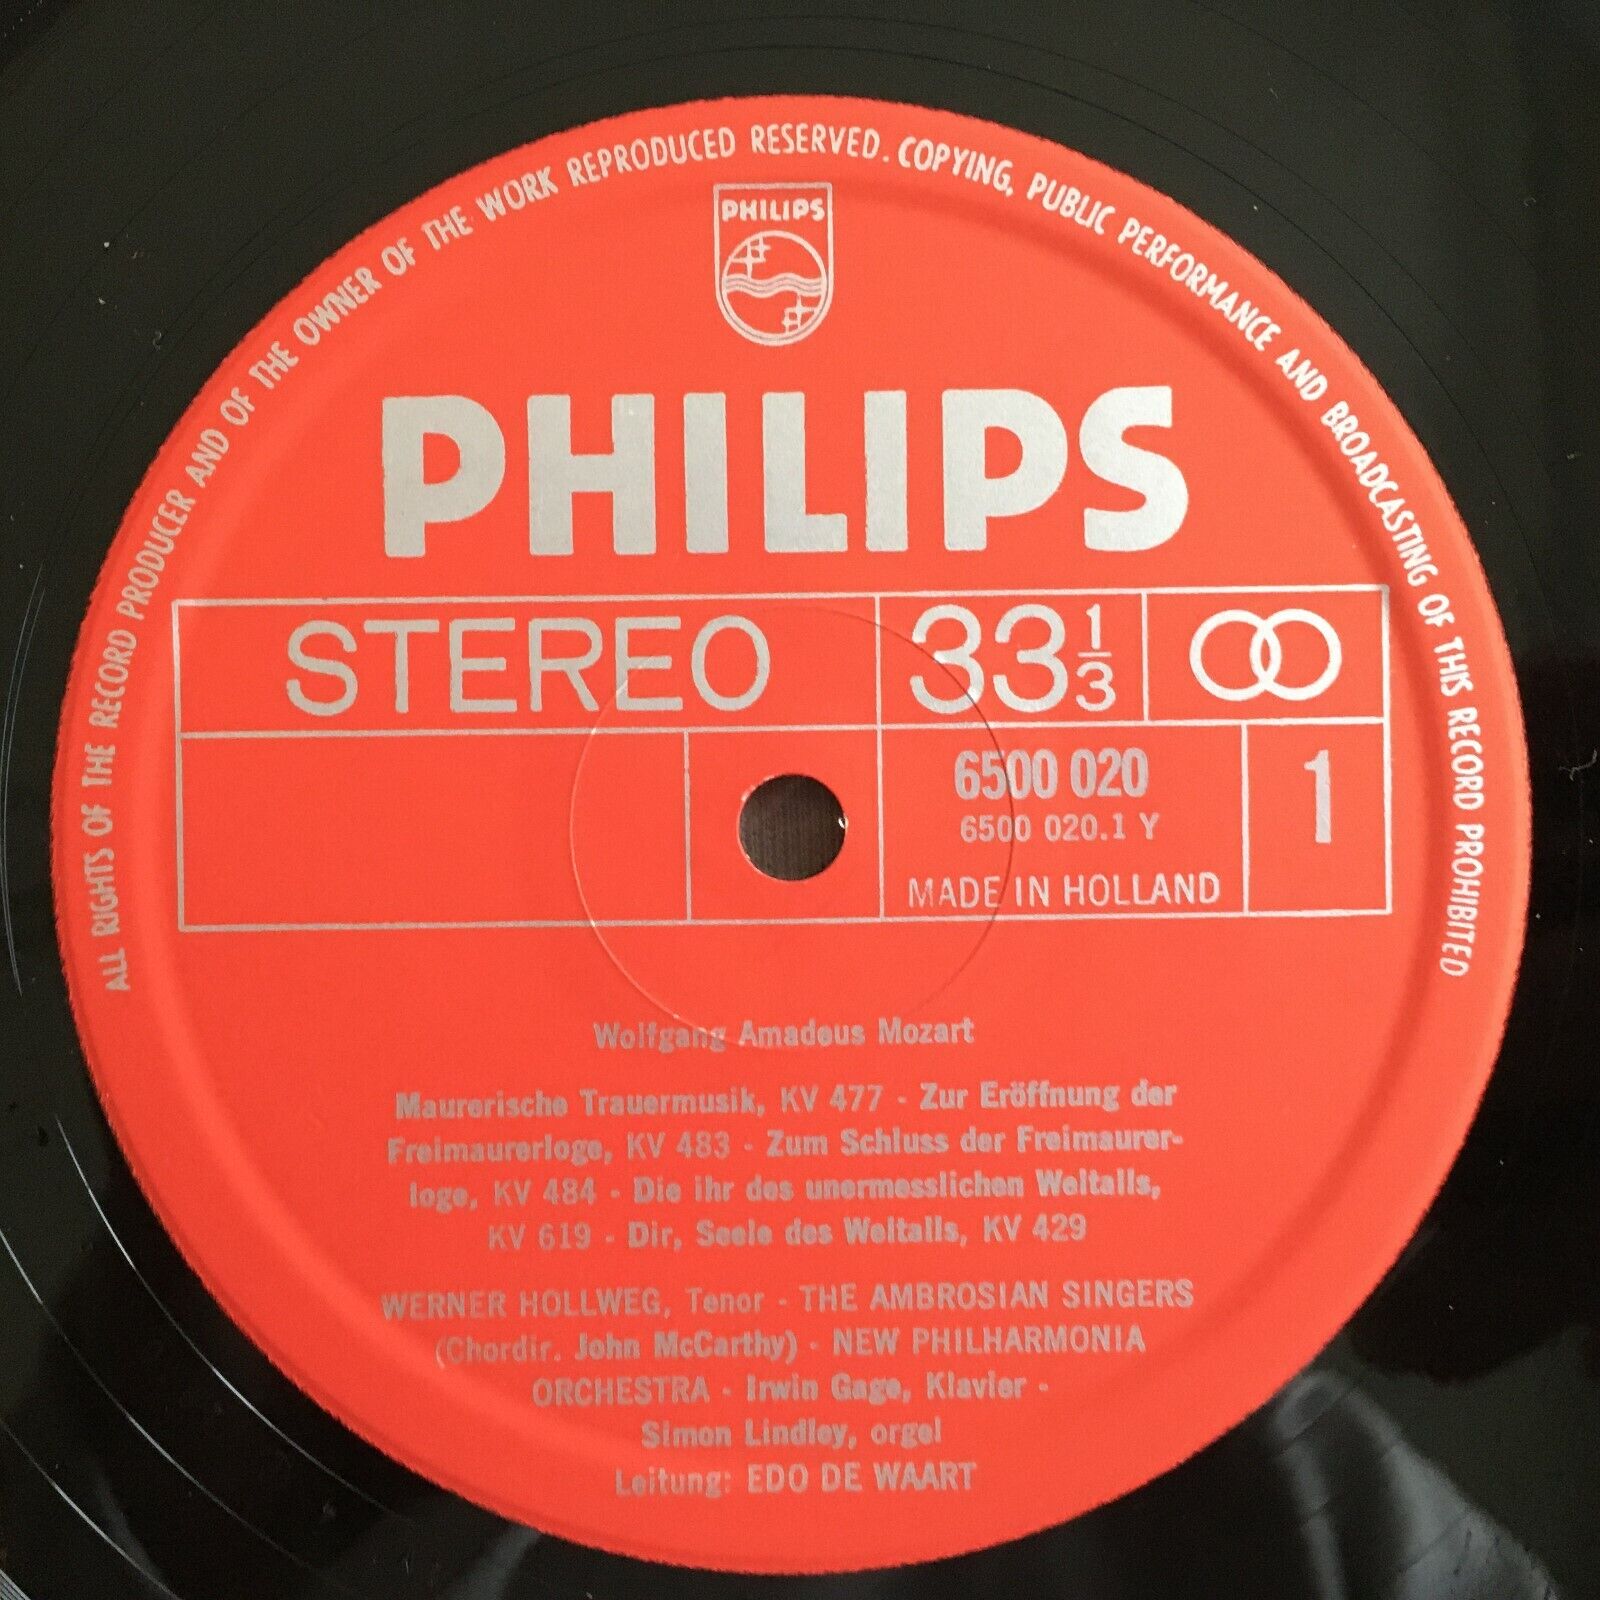 ALL RIGHTS OF THE RECORD PRODUCER AND OF THE OWNER OF THE WORK REPRODUCED RESERVED. COPYING, PUBLIC PERFORMANCE AND BROADCASTING OF THIS RECORD PROHIBITED
PHILIPS
PHILIPS
STEREO 33 1/3
6500 020 1
6500 020.1 Y
MADE IN HOLLAND
Wolfgang Amadeus Mozart
Maurerische Trauermusik, KV 477 - Zur Eröffnung der
Freimaurerloge, KV 483 - Zum Schluss der Freimaurer-
loge, KV 484 - Die ihr des unermesslichen Weltalls,
KV 619 - Dir, Seele des Weltalls, KV 429
WERNER HOLLWEG, Tenor - THE AMBROSIAN SINGERS
(Chordir. John McCarthy) - NEW PHILHARMONIA
ORCHESTRA - Irwin Gage, Klavier -
Simon Lindley, orgel
Leitung: EDO DE WAART